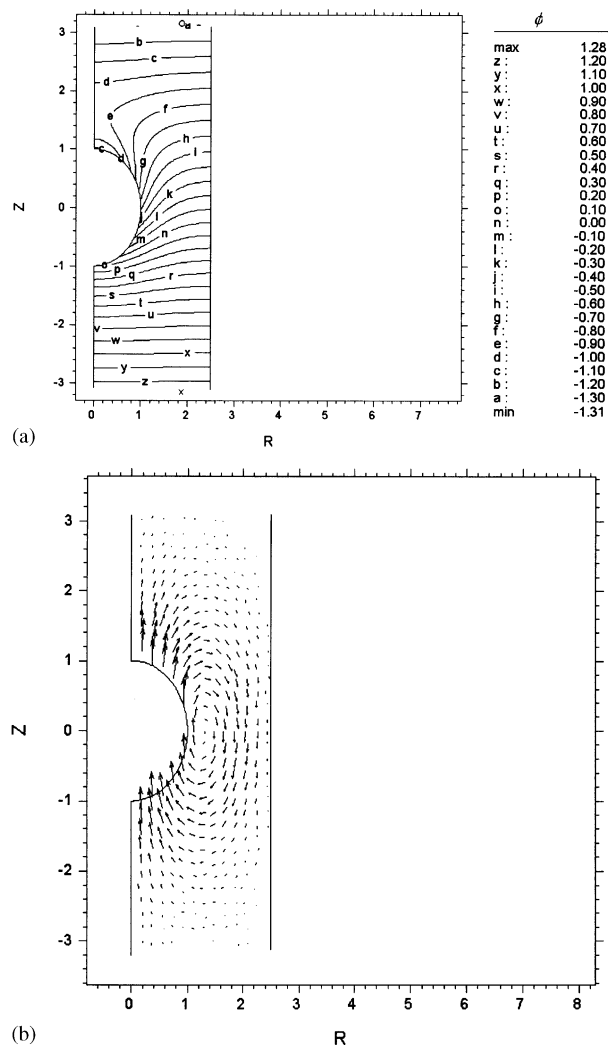 ϕ
max 1.28
z : 1.20
y : 1.10
x : 1.00
w : 0.90
v : 0.80
u : 0.70
t : 0.60
s : 0.50
r : 0.40
q : 0.30
p : 0.20
o : 0.10
n : 0.00
m : -0.10
l : -0.20
k : -0.30
j : -0.40
i : -0.50
h : -0.60
g : -0.70
f : -0.80
e : -0.90
d : -1.00
c : -1.10
b : -1.20
a : -1.30
min -1.31
3
2
1
0
-1
-2
-3
Z
b
c
d
e
f
c
d
g
h
k
l
m
n
o
p
q
r
s
t
u
v
w
x
y
z
x
0 1 2 3 4 5 6 7
R
(a)
3
2
1
0
-1
-2
-3
Z
0 1 2 3 4 5 6 7 8
R
(b)